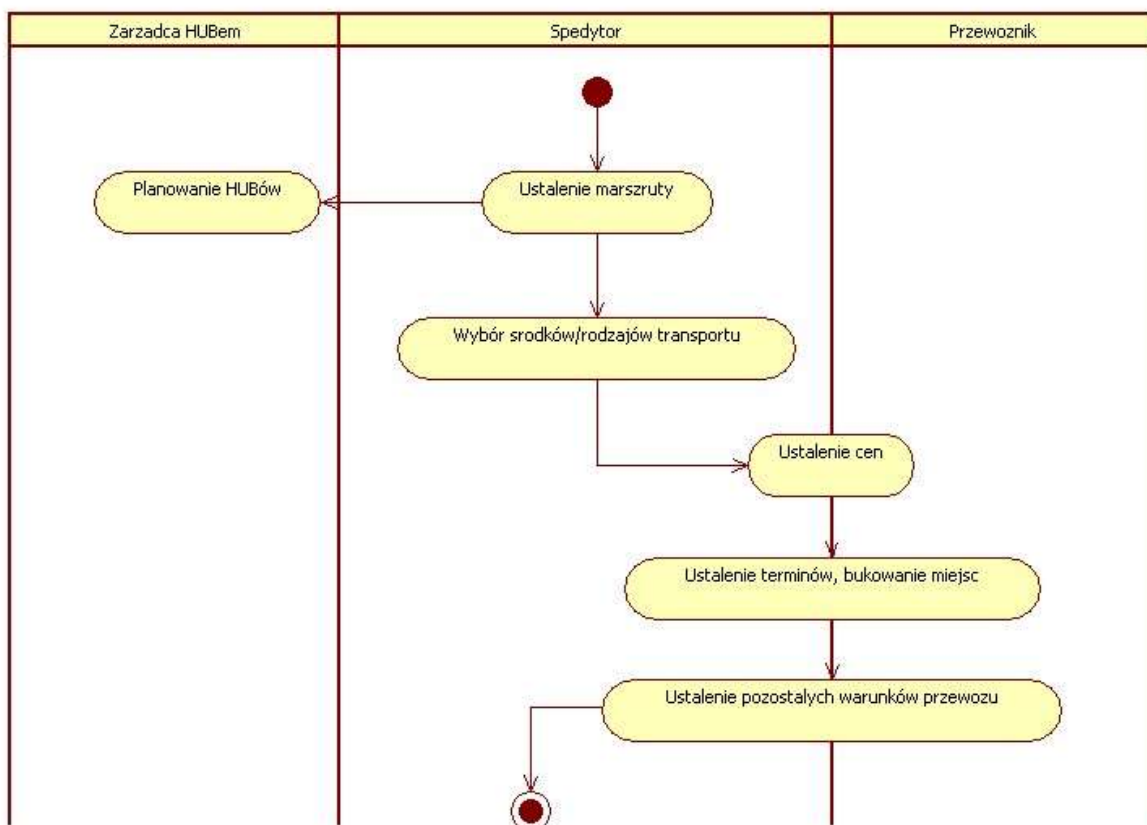 Zarzadca HUBem
Spedytor
Przewoznik
Planowanie HUBów
Ustalenie marszruty
Wybór srodków/rodzajów transportu
Ustalenie cen
Ustalenie terminów, bukowanie miejsc
Ustalenie pozostalych warunków przewozu